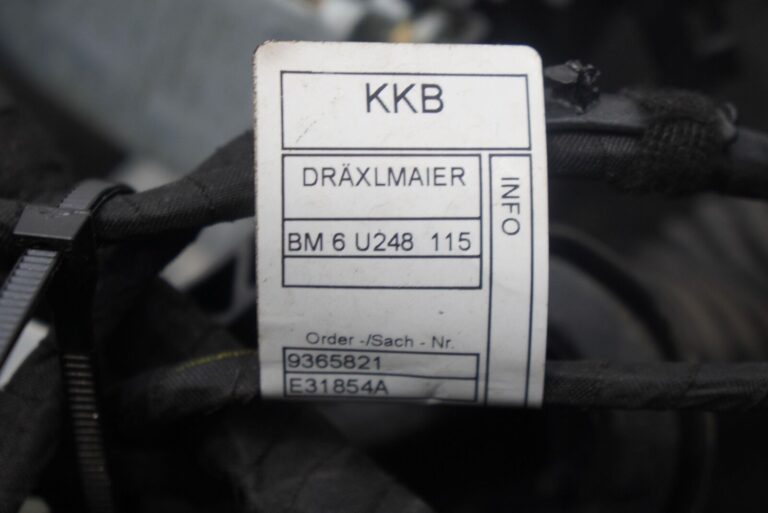 KKB
DRÄXLMAIER
INFO
BM 6 U248 115
Order -/Sach - Nr.
9365821
E31854A